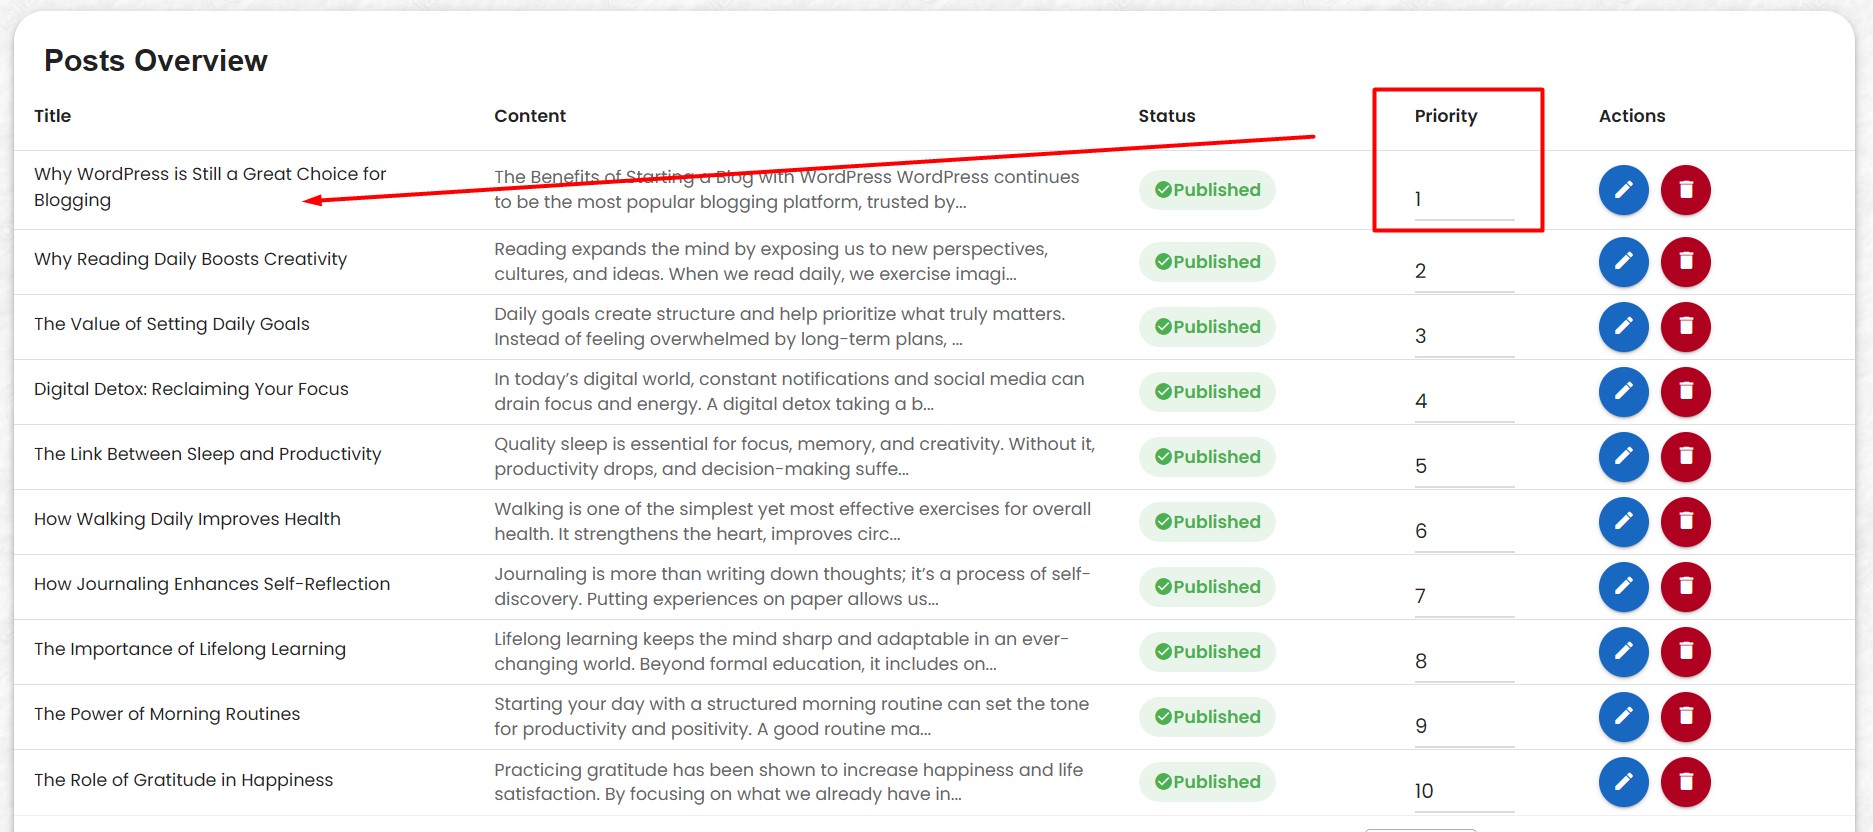 Posts Overview
Title Content Status Priority Actions
Why WordPress is Still a Great Choice for
Blogging
The Benefits of Starting a Blog with WordPress WordPress continues
to be the most popular blogging platform, trusted by...
Published
1
Why Reading Daily Boosts Creativity
Reading expands the mind by exposing us to new perspectives,
cultures, and ideas. When we read daily, we exercise imagi...
Published
2
The Value of Setting Daily Goals
Daily goals create structure and help prioritize what truly matters.
Instead of feeling overwhelmed by long-term plans, ...
Published
3
Digital Detox: Reclaiming Your Focus
In today’s digital world, constant notifications and social media can
drain focus and energy. A digital detox taking a b...
Published
4
The Link Between Sleep and Productivity
Quality sleep is essential for focus, memory, and creativity. Without it,
productivity drops, and decision-making suffe...
Published
5
How Walking Daily Improves Health
Walking is one of the simplest yet most effective exercises for overall
health. It strengthens the heart, improves circ...
Published
6
How Journaling Enhances Self-Reflection
Journaling is more than writing down thoughts; it’s a process of self-
discovery. Putting experiences on paper allows us...
Published
7
The Importance of Lifelong Learning
Lifelong learning keeps the mind sharp and adaptable in an ever-
changing world. Beyond formal education, it includes on...
Published
8
The Power of Morning Routines
Starting your day with a structured morning routine can set the tone
for productivity and positivity. A good routine ma...
Published
9
The Role of Gratitude in Happiness
Practicing gratitude has been shown to increase happiness and life
satisfaction. By focusing on what we already have in...
Published
10